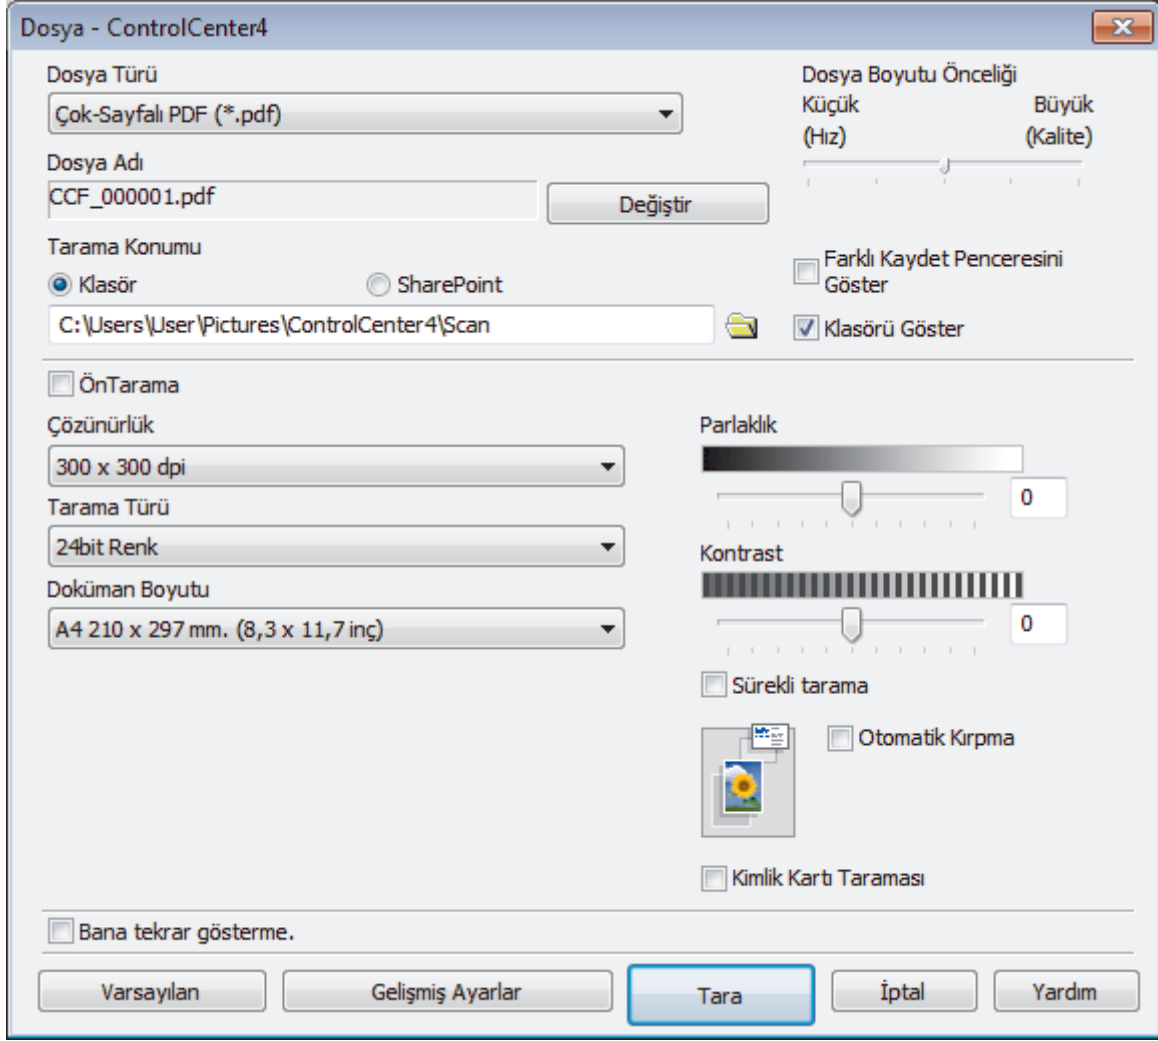 Dosya - ControlCenter4
Dosya Türü
Çok-Sayfalı PDF (*.pdf)
Dosya Adı
CCF_000001.pdf
Değiştir
Dosya Boyutu Önceliği
Küçük Büyük
(Hız) (Kalite)
Tarama Konumu
Klasör SharePoint
C:\Users\User\Pictures\ControlCenter4\Scan
Farklı Kaydet Penceresini
Göster
Klasörü Göster
ÖnTarama
Çözünürlük
300 x 300 dpi
Tarama Türü
24bit Renk
Doküman Boyutu
A4 210 x 297 mm. (8,3 x 11,7 inç)
Parlaklık
0
Kontrast
0
Sürekli tarama
Otomatik Kırpma
Kimlik Kartı Taraması
Bana tekrar gösterme.
Varsayılan Gelişmiş Ayarlar Tara İptal Yardım